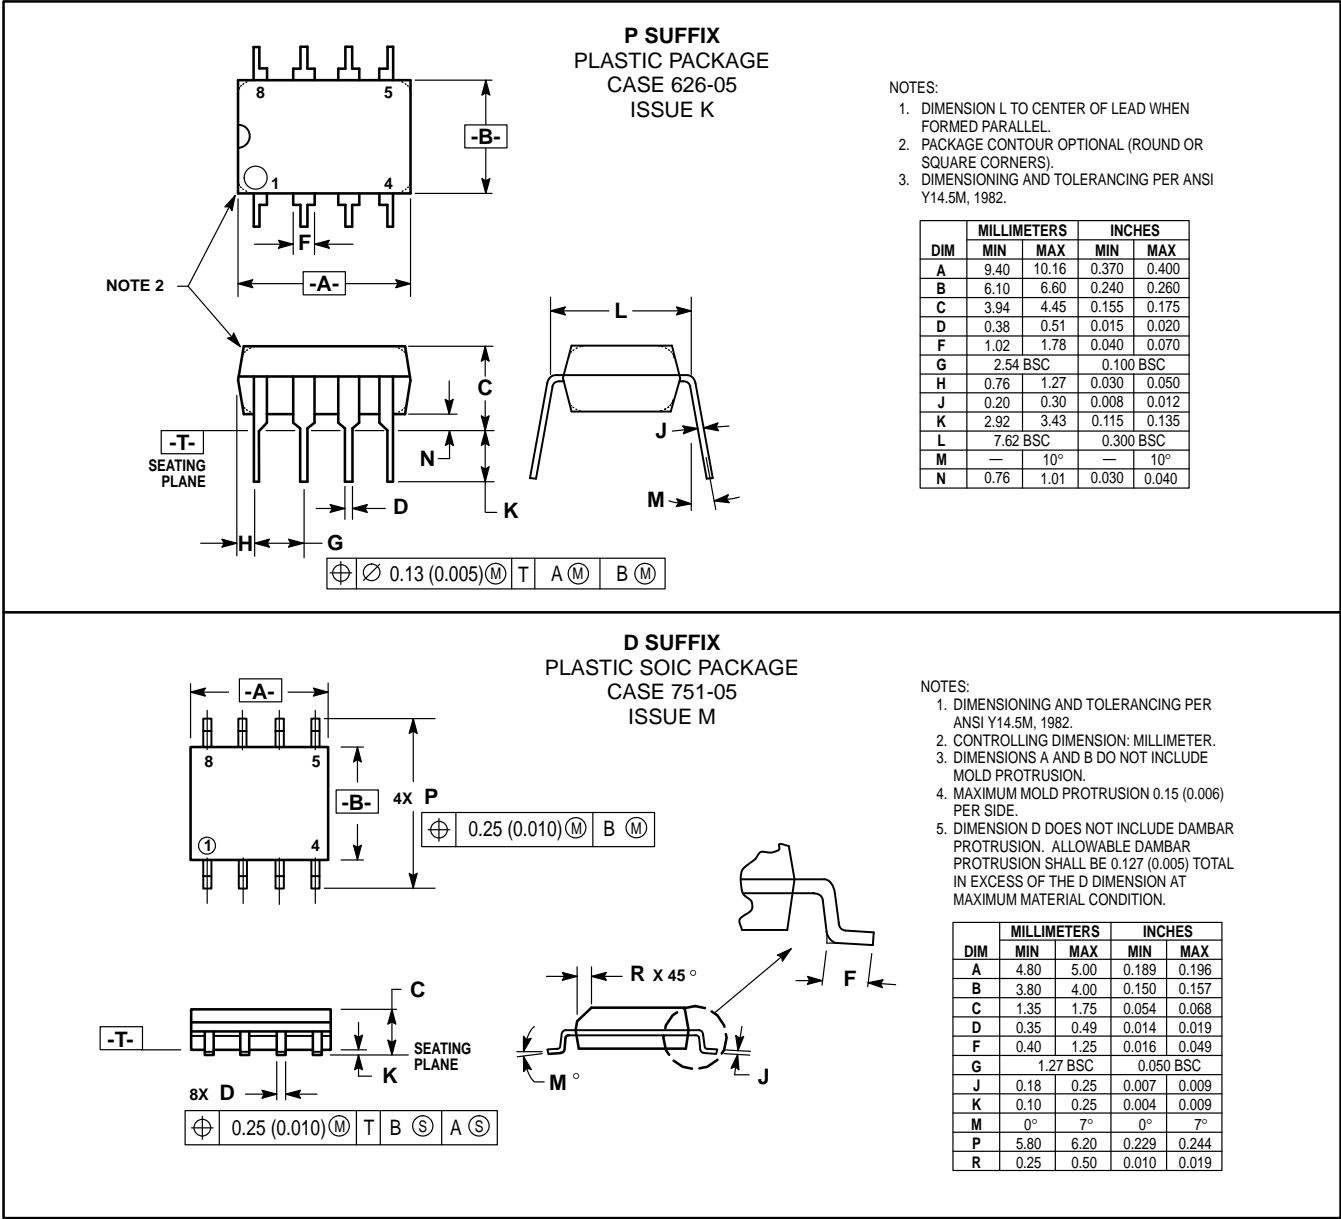 P SUFFIX
PLASTIC PACKAGE
CASE 626-05
ISSUE K
8 5
-B-
1 4
F
-A-
NOTE 2
L
C
J
-T-
SEATING
PLANE
N
M
D
K
H G
⌖ ∅ 0.13 (0.005) Ⓜ T A Ⓜ B Ⓜ
NOTES:
1. DIMENSION L TO CENTER OF LEAD WHEN
FORMED PARALLEL.
2. PACKAGE CONTOUR OPTIONAL (ROUND OR
SQUARE CORNERS).
3. DIMENSIONING AND TOLERANCING PER ANSI
Y14.5M, 1982.
MILLIMETERS INCHES
DIM MIN MAX MIN MAX
A 9.40 10.16 0.370 0.400
B 6.10 6.60 0.240 0.260
C 3.94 4.45 0.155 0.175
D 0.38 0.51 0.015 0.020
F 1.02 1.78 0.040 0.070
G 2.54 BSC 0.100 BSC
H 0.76 1.27 0.030 0.050
J 0.20 0.30 0.008 0.012
K 2.92 3.43 0.115 0.135
L 7.62 BSC 0.300 BSC
M — 10° — 10°
N 0.76 1.01 0.030 0.040
D SUFFIX
PLASTIC SOIC PACKAGE
CASE 751-05
ISSUE M
-A-
8 5
-B-
4X P
1 4
⌖ 0.25 (0.010) Ⓜ B Ⓜ
F
R X 45°
C
-T-
SEATING
PLANE
K
M°
J
8X D
⌖ 0.25 (0.010) Ⓜ T B Ⓢ A Ⓢ
NOTES:
1. DIMENSIONING AND TOLERANCING PER
ANSI Y14.5M, 1982.
2. CONTROLLING DIMENSION: MILLIMETER.
3. DIMENSIONS A AND B DO NOT INCLUDE
MOLD PROTRUSION.
4. MAXIMUM MOLD PROTRUSION 0.15 (0.006)
PER SIDE.
5. DIMENSION D DOES NOT INCLUDE DAMBAR
PROTRUSION. ALLOWABLE DAMBAR
PROTRUSION SHALL BE 0.127 (0.005) TOTAL
IN EXCESS OF THE D DIMENSION AT
MAXIMUM MATERIAL CONDITION.
MILLIMETERS INCHES
DIM MIN MAX MIN MAX
A 4.80 5.00 0.189 0.196
B 3.80 4.00 0.150 0.157
C 1.35 1.75 0.054 0.068
D 0.35 0.49 0.014 0.019
F 0.40 1.25 0.016 0.049
G 1.27 BSC 0.050 BSC
J 0.18 0.25 0.007 0.009
K 0.10 0.25 0.004 0.009
M 0° 7° 0° 7°
P 5.80 6.20 0.229 0.244
R 0.25 0.50 0.010 0.019